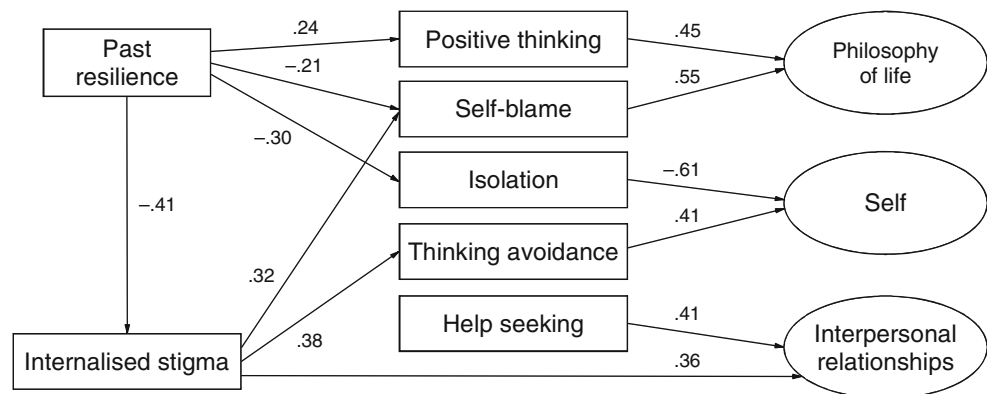 .24
Positive thinking
.45
Past
resilience
Philosophy
of life
–.21
.55
Self-blame
–.30
Isolation
–.61
–.41
Self
Thinking avoidance
.41
.32
Help seeking
.41
.38
Interpersonal
relationships
Internalised stigma
.36